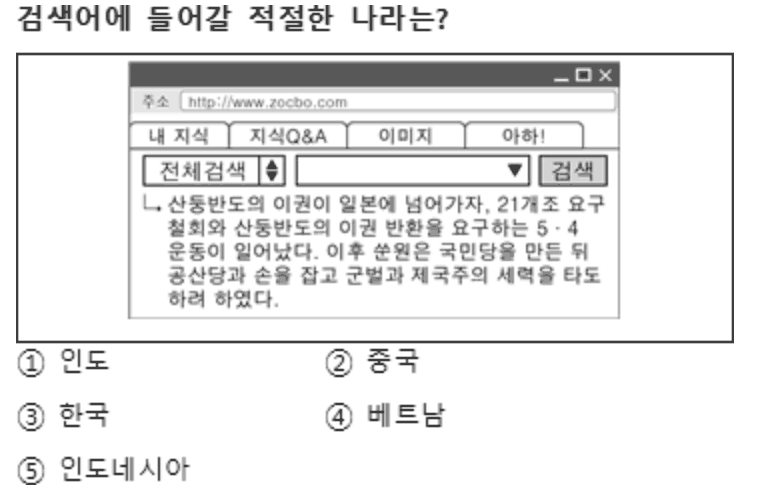 검색어에 들어갈 적절한 나라는?
주소 http://www.zocbo.com
내 지식 지식Q&A 이미지 아하!
전체검색 검색
산둥반도의 이권이 일본에 넘어가자, 21개조 요구
철회와 산둥반도의 이권 반환을 요구하는 5·4
운동이 일어났다. 이후 쑨원은 국민당을 만든 뒤
공산당과 손을 잡고 군벌과 제국주의 세력을 타도
하려 하였다.
① 인도 ② 중국
③ 한국 ④ 베트남
⑤ 인도네시아